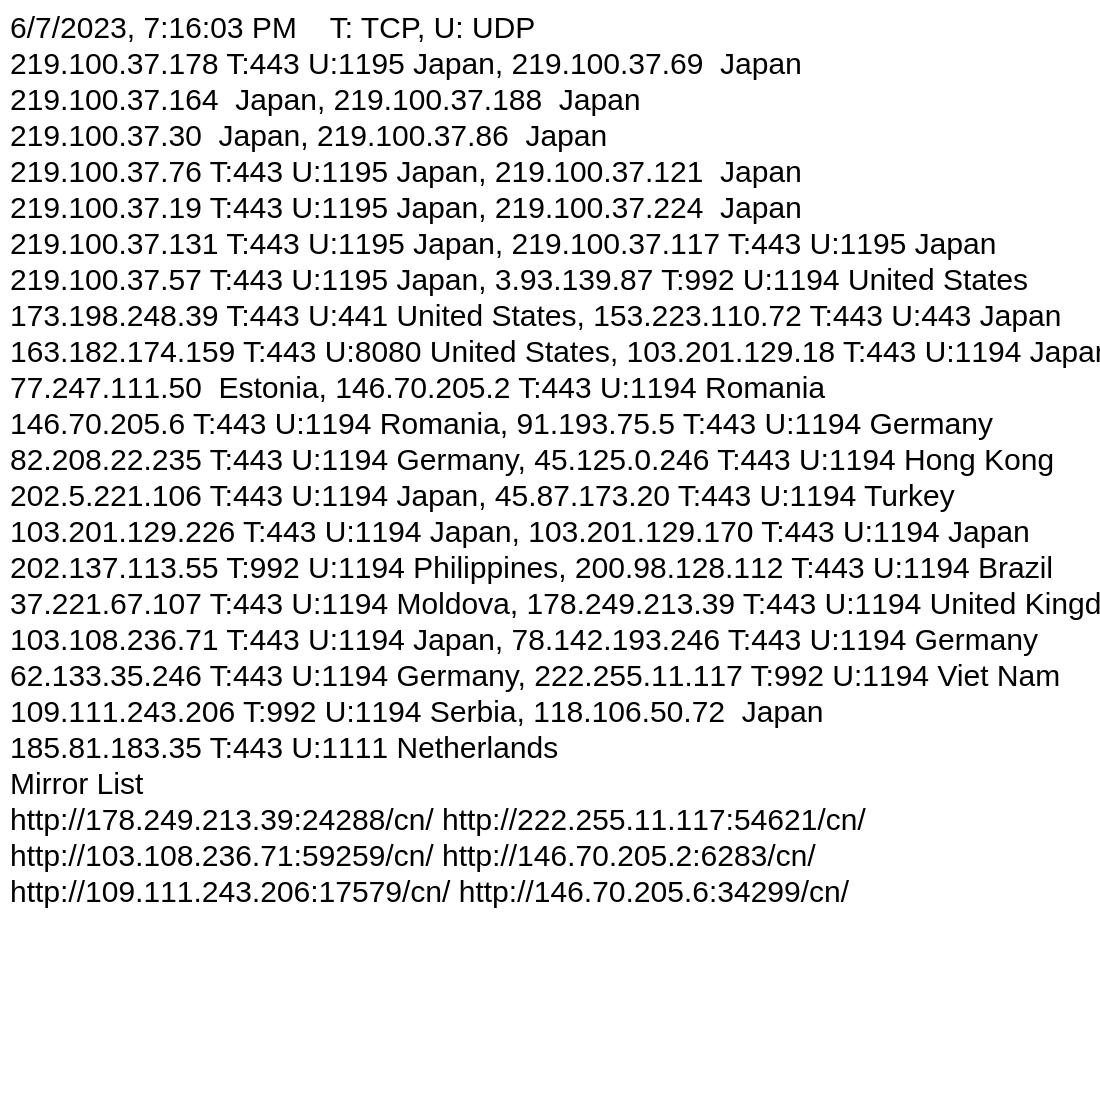 6/7/2023, 7:16:03 PM    T: TCP, U: UDP
219.100.37.178 T:443 U:1195 Japan, 219.100.37.69  Japan
219.100.37.164  Japan, 219.100.37.188  Japan
219.100.37.30  Japan, 219.100.37.86  Japan
219.100.37.76 T:443 U:1195 Japan, 219.100.37.121  Japan
219.100.37.19 T:443 U:1195 Japan, 219.100.37.224  Japan
219.100.37.131 T:443 U:1195 Japan, 219.100.37.117 T:443 U:1195 Japan
219.100.37.57 T:443 U:1195 Japan, 3.93.139.87 T:992 U:1194 United States
173.198.248.39 T:443 U:441 United States, 153.223.110.72 T:443 U:443 Japan
163.182.174.159 T:443 U:8080 United States, 103.201.129.18 T:443 U:1194 Japan
77.247.111.50  Estonia, 146.70.205.2 T:443 U:1194 Romania
146.70.205.6 T:443 U:1194 Romania, 91.193.75.5 T:443 U:1194 Germany
82.208.22.235 T:443 U:1194 Germany, 45.125.0.246 T:443 U:1194 Hong Kong
202.5.221.106 T:443 U:1194 Japan, 45.87.173.20 T:443 U:1194 Turkey
103.201.129.226 T:443 U:1194 Japan, 103.201.129.170 T:443 U:1194 Japan
202.137.113.55 T:992 U:1194 Philippines, 200.98.128.112 T:443 U:1194 Brazil
37.221.67.107 T:443 U:1194 Moldova, 178.249.213.39 T:443 U:1194 United Kingd
103.108.236.71 T:443 U:1194 Japan, 78.142.193.246 T:443 U:1194 Germany
62.133.35.246 T:443 U:1194 Germany, 222.255.11.117 T:992 U:1194 Viet Nam
109.111.243.206 T:992 U:1194 Serbia, 118.106.50.72  Japan
185.81.183.35 T:443 U:1111 Netherlands
Mirror List
http://178.249.213.39:24288/cn/ http://222.255.11.117:54621/cn/
http://103.108.236.71:59259/cn/ http://146.70.205.2:6283/cn/
http://109.111.243.206:17579/cn/ http://146.70.205.6:34299/cn/